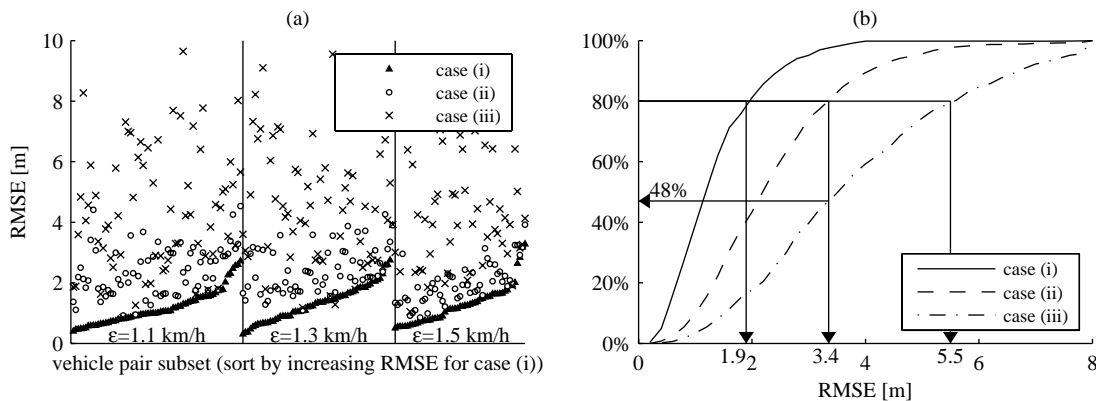 (a)
10
8
6
4
2
0
RMSE [m]
case (i)
case (ii)
case (iii)
ε=1.1 km/h
ε=1.3 km/h
ε=1.5 km/h
vehicle pair subset (sort by increasing RMSE for case (i))
(b)
100%
80%
60%
40%
20%
0%
48%
case (i)
case (ii)
case (iii)
1.9
3.4
5.5
0
2
4
6
8
RMSE [m]